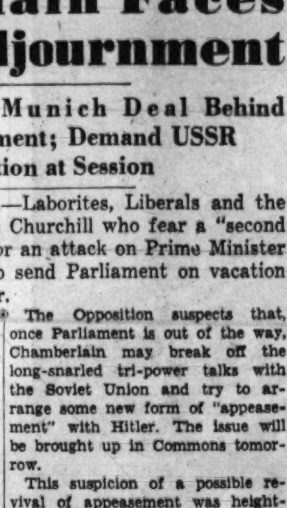 Faces
djournment
Munich Deal Behind
ment; Demand USSR
tion at Session
—Laborites, Liberals and the
Churchill who fear a "second
or an attack on Prime Minister
o send Parliament on vacation
r.
The Opposition suspects that,
once Parliament is out of the way,
Chamberlain may break off the
long-snarled tri-power talks with
the Soviet Union and try to ar-
range some new form of "appease-
ment" with Hitler. The issue will
be brought up in Commons tomor-
row.
This suspicion of a possible re-
vival of appeasement was height-